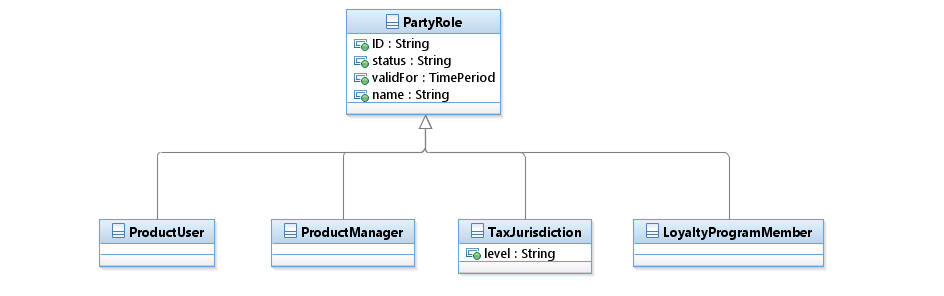 PartyRole
ID : String
status : String
validFor : TimePeriod
name : String
ProductUser
ProductManager
TaxJurisdiction
level : String
LoyaltyProgramMember